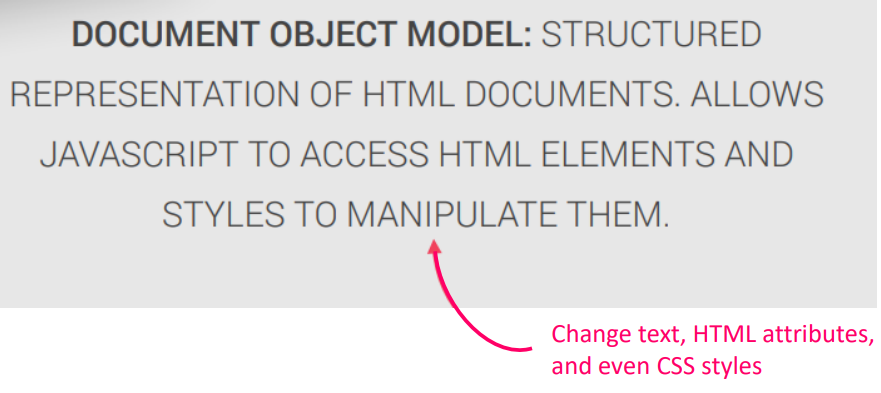 DOCUMENT OBJECT MODEL: STRUCTURED
REPRESENTATION OF HTML DOCUMENTS. ALLOWS
JAVASCRIPT TO ACCESS HTML ELEMENTS AND
STYLES TO MANIPULATE THEM.
Change text, HTML attributes,
and even CSS styles